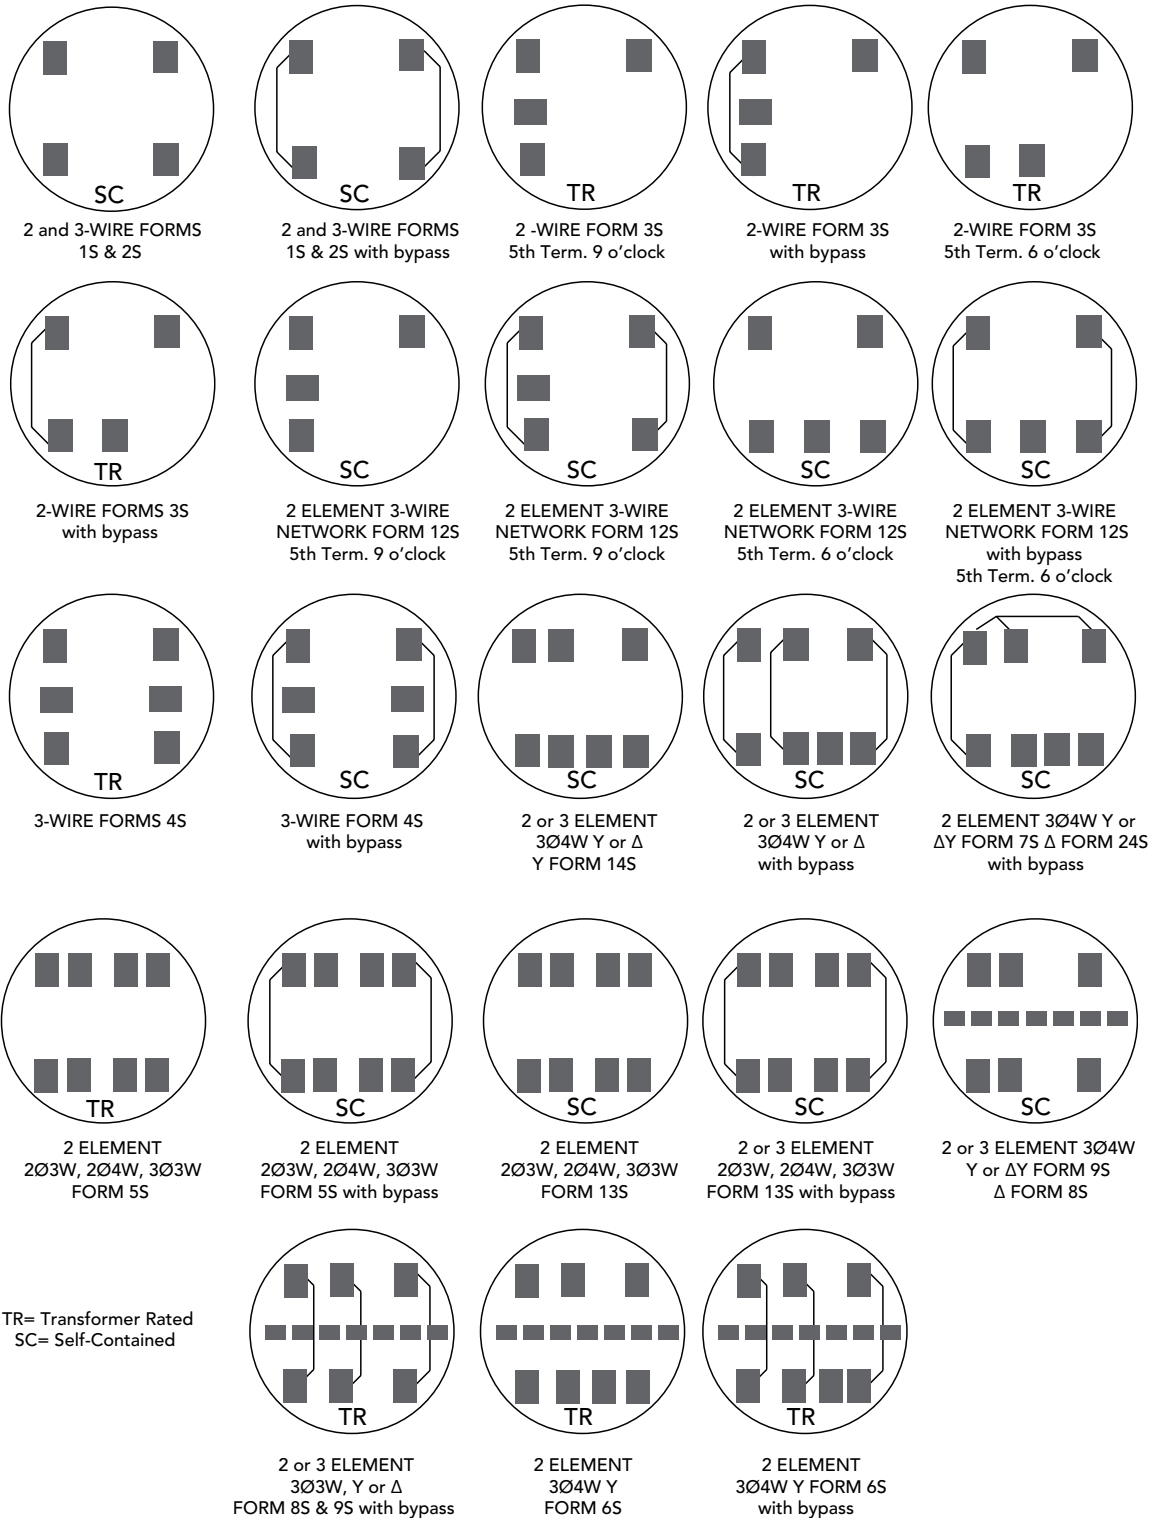 SC
2 and 3-WIRE FORMS
1S & 2S
SC
2 and 3-WIRE FORMS
1S & 2S with bypass
TR
2 -WIRE FORM 3S
5th Term. 9 o’clock
TR
2-WIRE FORM 3S
with bypass
TR
2-WIRE FORM 3S
5th Term. 6 o’clock
TR
2-WIRE FORMS 3S
with bypass
SC
2 ELEMENT 3-WIRE
NETWORK FORM 12S
5th Term. 9 o’clock
SC
2 ELEMENT 3-WIRE
NETWORK FORM 12S
5th Term. 9 o’clock
SC
2 ELEMENT 3-WIRE
NETWORK FORM 12S
5th Term. 6 o’clock
SC
2 ELEMENT 3-WIRE
NETWORK FORM 12S
with bypass
5th Term. 6 o’clock
TR
3-WIRE FORMS 4S
SC
3-WIRE FORM 4S
with bypass
SC
2 or 3 ELEMENT
3Ø4W Y or Δ
Y FORM 14S
SC
2 or 3 ELEMENT
3Ø4W Y or Δ
with bypass
SC
2 ELEMENT 3Ø4W Y or
ΔY FORM 7S Δ FORM 24S
with bypass
TR
2 ELEMENT
2Ø3W, 2Ø4W, 3Ø3W
FORM 5S
SC
2 ELEMENT
2Ø3W, 2Ø4W, 3Ø3W
FORM 5S with bypass
SC
2 ELEMENT
2Ø3W, 2Ø4W, 3Ø3W
FORM 13S
SC
2 or 3 ELEMENT
2Ø3W, 2Ø4W, 3Ø3W
FORM 13S with bypass
SC
2 or 3 ELEMENT 3Ø4W
Y or ΔY FORM 9S
Δ FORM 8S
TR= Transformer Rated
SC= Self-Contained
TR
2 or 3 ELEMENT
3Ø3W, Y or Δ
FORM 8S & 9S with bypass
TR
2 ELEMENT
3Ø4W Y
FORM 6S
TR
2 ELEMENT
3Ø4W Y FORM 6S
with bypass